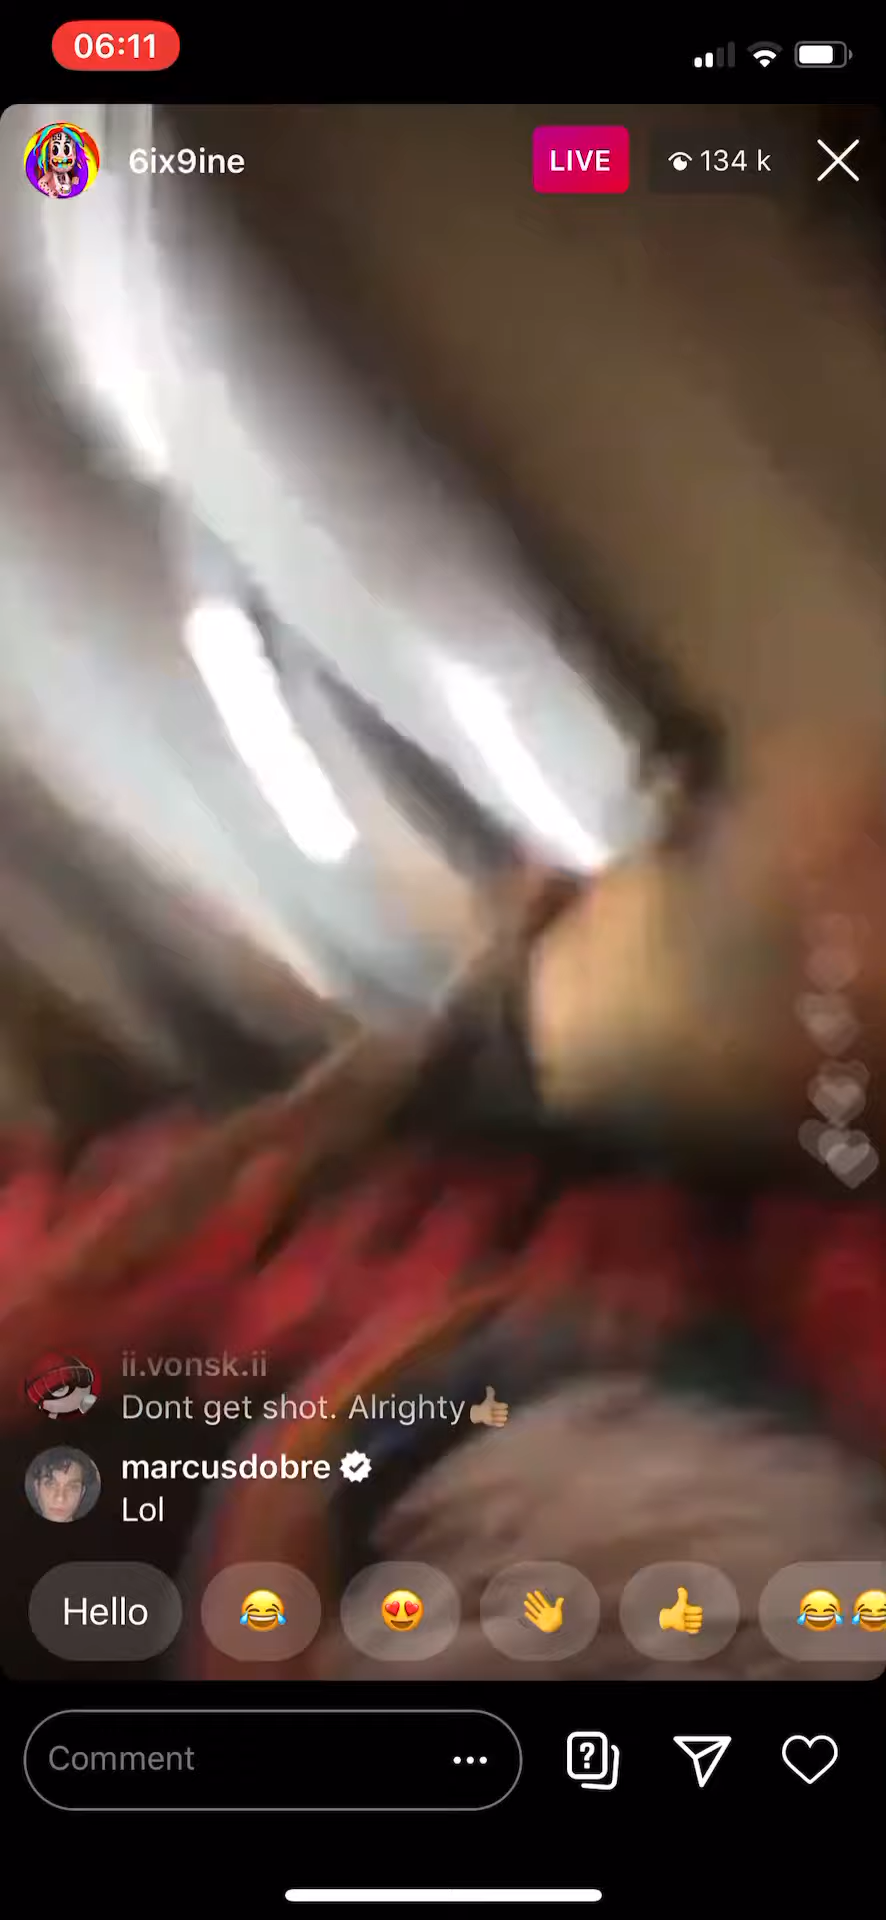 06:11
6ix9ine
LIVE
134 k
ii.vonsk.ii
Dont get shot. Alrighty👍🏼
marcusdobre
Lol
Hello 😂 😍 👋 👍 😂😂
Comment